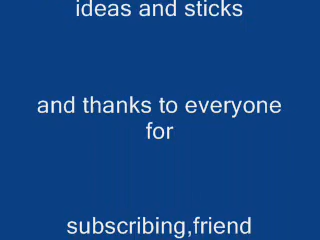 ideas and sticks
and thanks to everyone
for
subscribing,friend